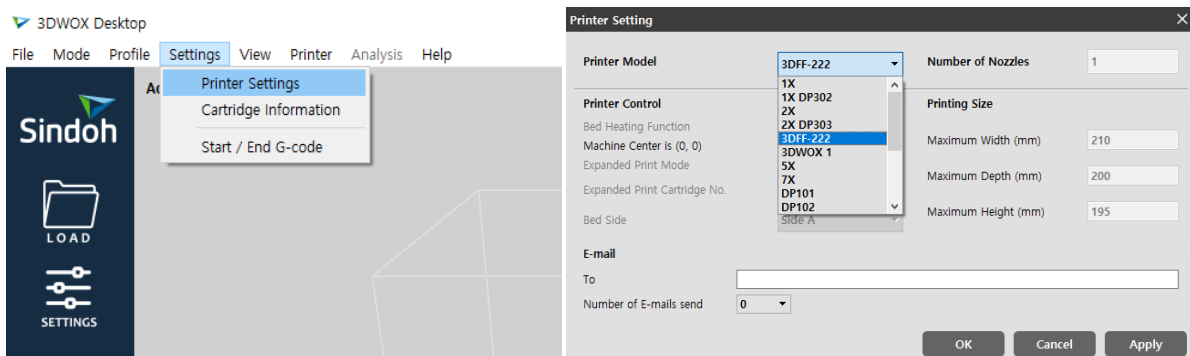 3DWOX Desktop
File Mode Profile Settings View Printer Analysis Help
Printer Settings
Cartridge Information
Start / End G-code
Sindoh
LOAD
SETTINGS
Printer Setting
Printer Model
3DFF-222
Number of Nozzles
1
1X
1X DP302
2X
2X DP303
3DFF-222
3DWOX 1
5X
7X
DP101
DP102
Printer Control
Bed Heating Function
Machine Center is (0, 0)
Expanded Print Mode
Expanded Print Cartridge No.
Bed Side
Side A
Printing Size
Maximum Width (mm)
210
Maximum Depth (mm)
200
Maximum Height (mm)
195
E-mail
To
Number of E-mails send
0
OK
Cancel
Apply